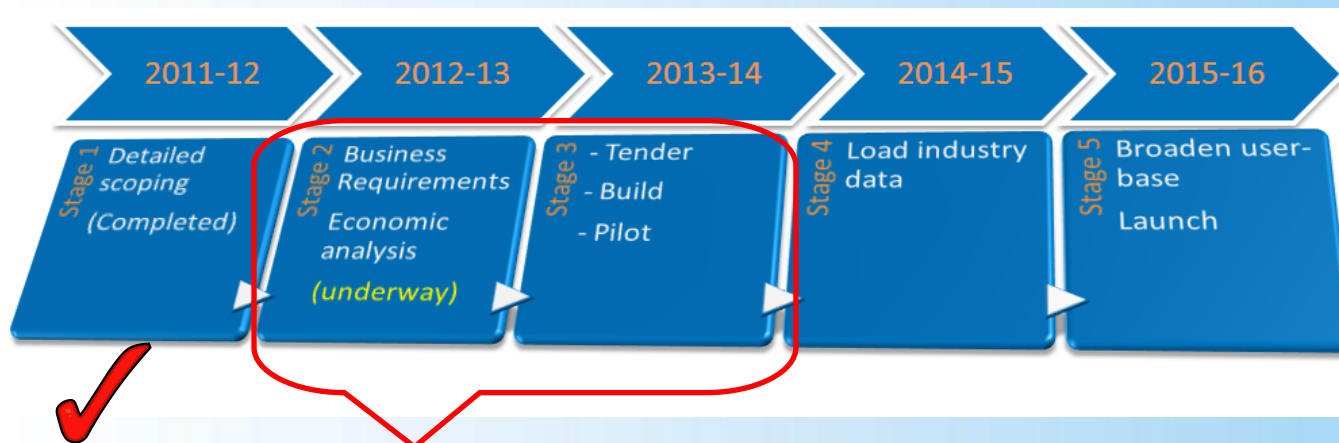 2011-12
2012-13
2013-14
2014-15
2015-16
Stage 1
Detailed
scoping
(Completed)
Stage 2
Business
Requirements
Economic
analysis
(underway)
Stage 3
- Tender
- Build
- Pilot
Stage 4
Load industry
data
Stage 5
Broaden user-
base
Launch